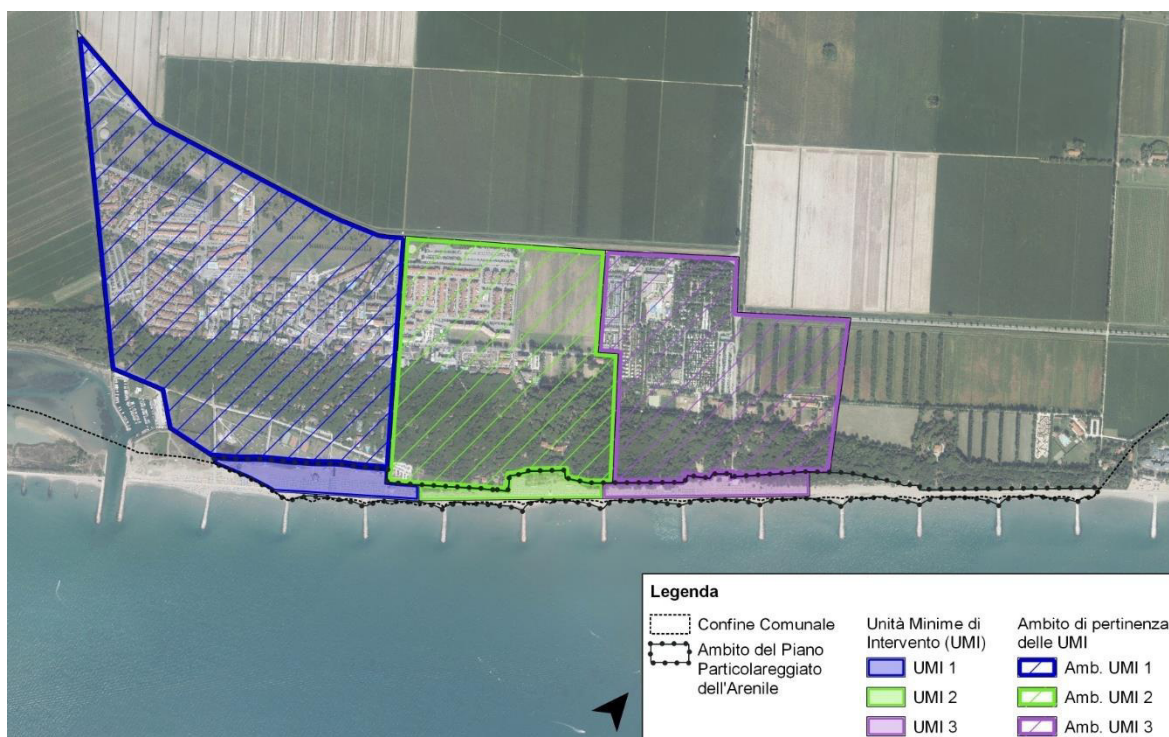 Legenda
Confine Comunale
Ambito del Piano
Particolareggiato
dell'Arenile
Unità Minime di
Intervento (UMI)
UMI 1
UMI 2
UMI 3
Ambito di pertinenza
delle UMI
Amb. UMI 1
Amb. UMI 2
Amb. UMI 3